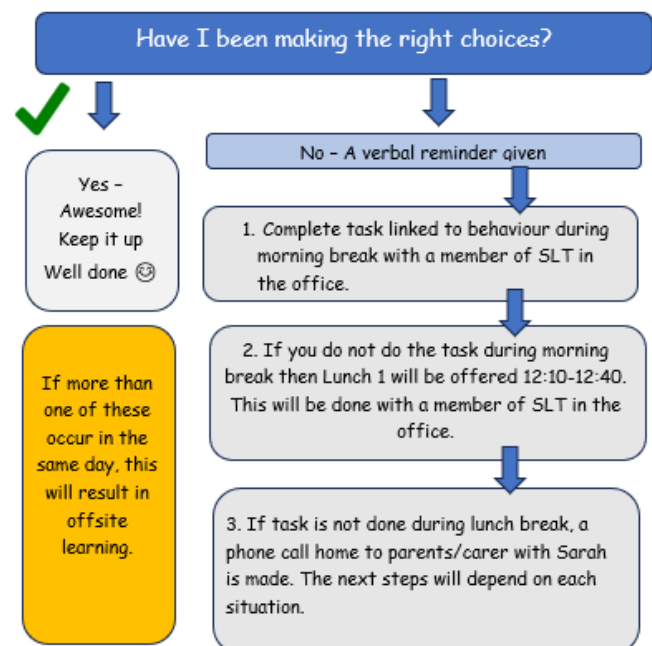 Have I been making the right choices?
Yes –
Awesome!
Keep it up
Well done 😊
No – A verbal reminder given
1. Complete task linked to behaviour during
morning break with a member of SLT in
the office.
2. If you do not do the task during morning
break then Lunch 1 will be offered 12:10-12:40.
This will be done with a member of SLT in the
office.
3. If task is not done during lunch break, a
phone call home to parents/carer with Sarah
is made. The next steps will depend on each
situation.
If more than
one of these
occur in the
same day, this
will result in
offsite
learning.